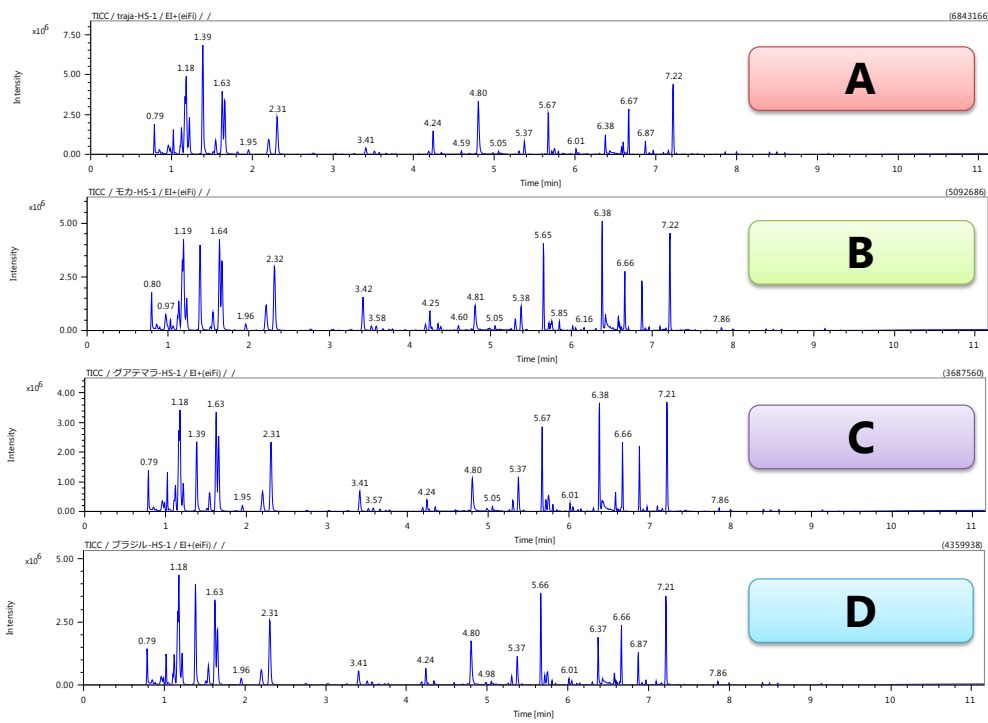 TICC / traja-HS-1 / EI+(eiFi) / / (6843166)
x10^6
7.50
5.00
2.50
0.00
Intensity
0.79 1.18 1.39 1.63 1.95 2.31 3.41 4.24 4.59 4.80 5.05 5.37 5.67 6.01 6.38 6.67 6.87 7.22
A
0 1 2 3 4 5 6 7 8 9 10 11
Time [min]
TICC / モカ-HS-1 / EI+(eiFi) / / (5092686)
x10^6
5.00
2.50
0.00
Intensity
0.80 0.97 1.19 1.64 1.96 2.32 3.42 3.58 4.25 4.60 4.81 5.05 5.38 5.65 5.85 6.16 6.38 6.66 7.22 7.86
B
0 1 2 3 4 5 6 7 8 9 10 11
Time [min]
TICC / グアテマラ-HS-1 / EI+(eiFi) / / (3687560)
x10^6
4.00
3.00
2.00
1.00
0.00
Intensity
0.79 1.18 1.39 1.63 1.95 2.31 3.41 3.57 4.24 4.80 5.05 5.37 5.67 6.01 6.38 6.66 7.21 7.86
C
0 1 2 3 4 5 6 7 8 9 10 11
Time [min]
TICC / ブラジル-HS-1 / EI+(eiFi) / / (4359938)
x10^6
5.00
2.50
0.00
Intensity
0.79 1.18 1.63 1.96 2.31 3.41 4.24 4.80 4.98 5.37 5.66 6.01 6.37 6.66 6.87 7.21 7.86
D
0 1 2 3 4 5 6 7 8 9 10 11
Time [min]